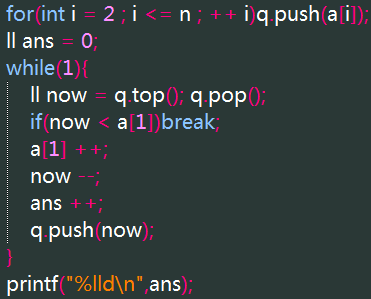 for(int i = 2 ; i <= n ; ++ i)q.push(a[i]);
ll ans = 0;
while(1){
ll now = q.top(); q.pop();
if(now < a[1])break;
a[1] ++;
now --;
ans ++;
q.push(now);
}
printf("%lld\n",ans);